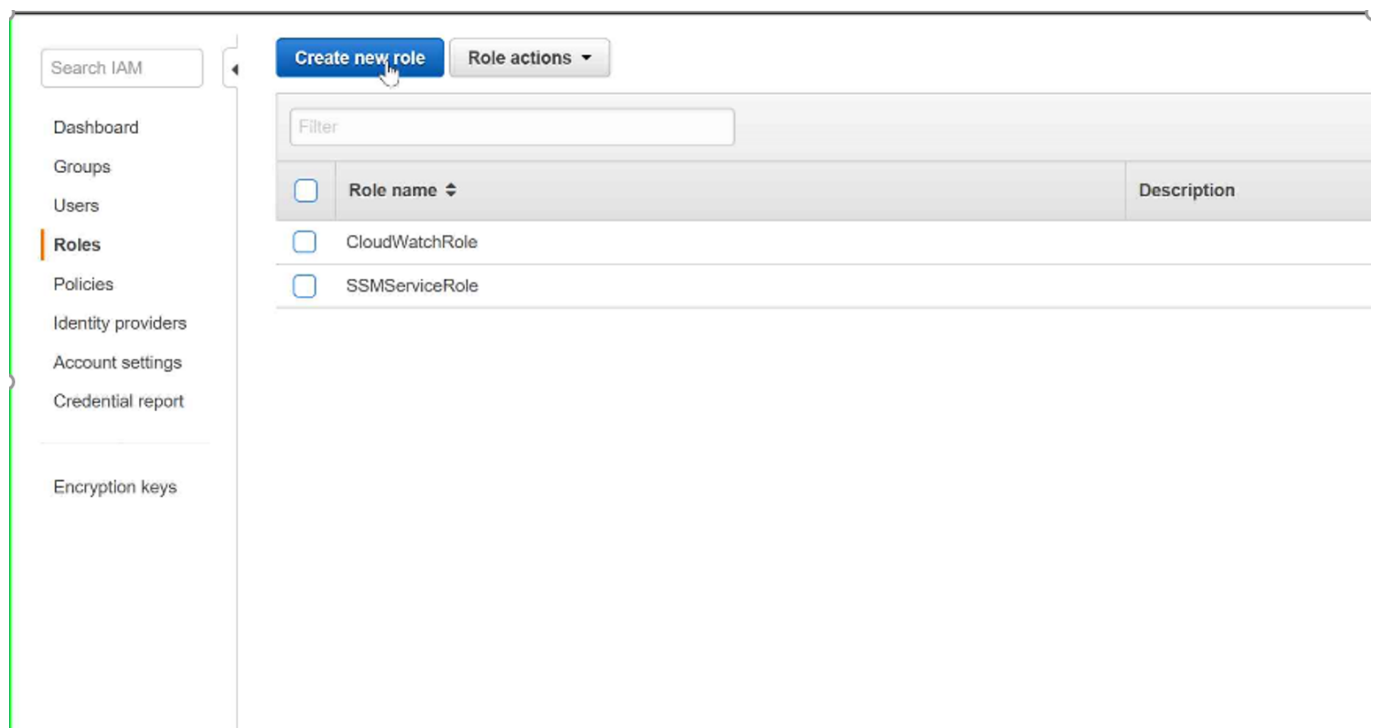 Search IAM
Dashboard
Groups
Users
Roles
Policies
Identity providers
Account settings
Credential report
Encryption keys
Create new role
Role actions
Filter
Role name
Description
CloudWatchRole
SSMServiceRole